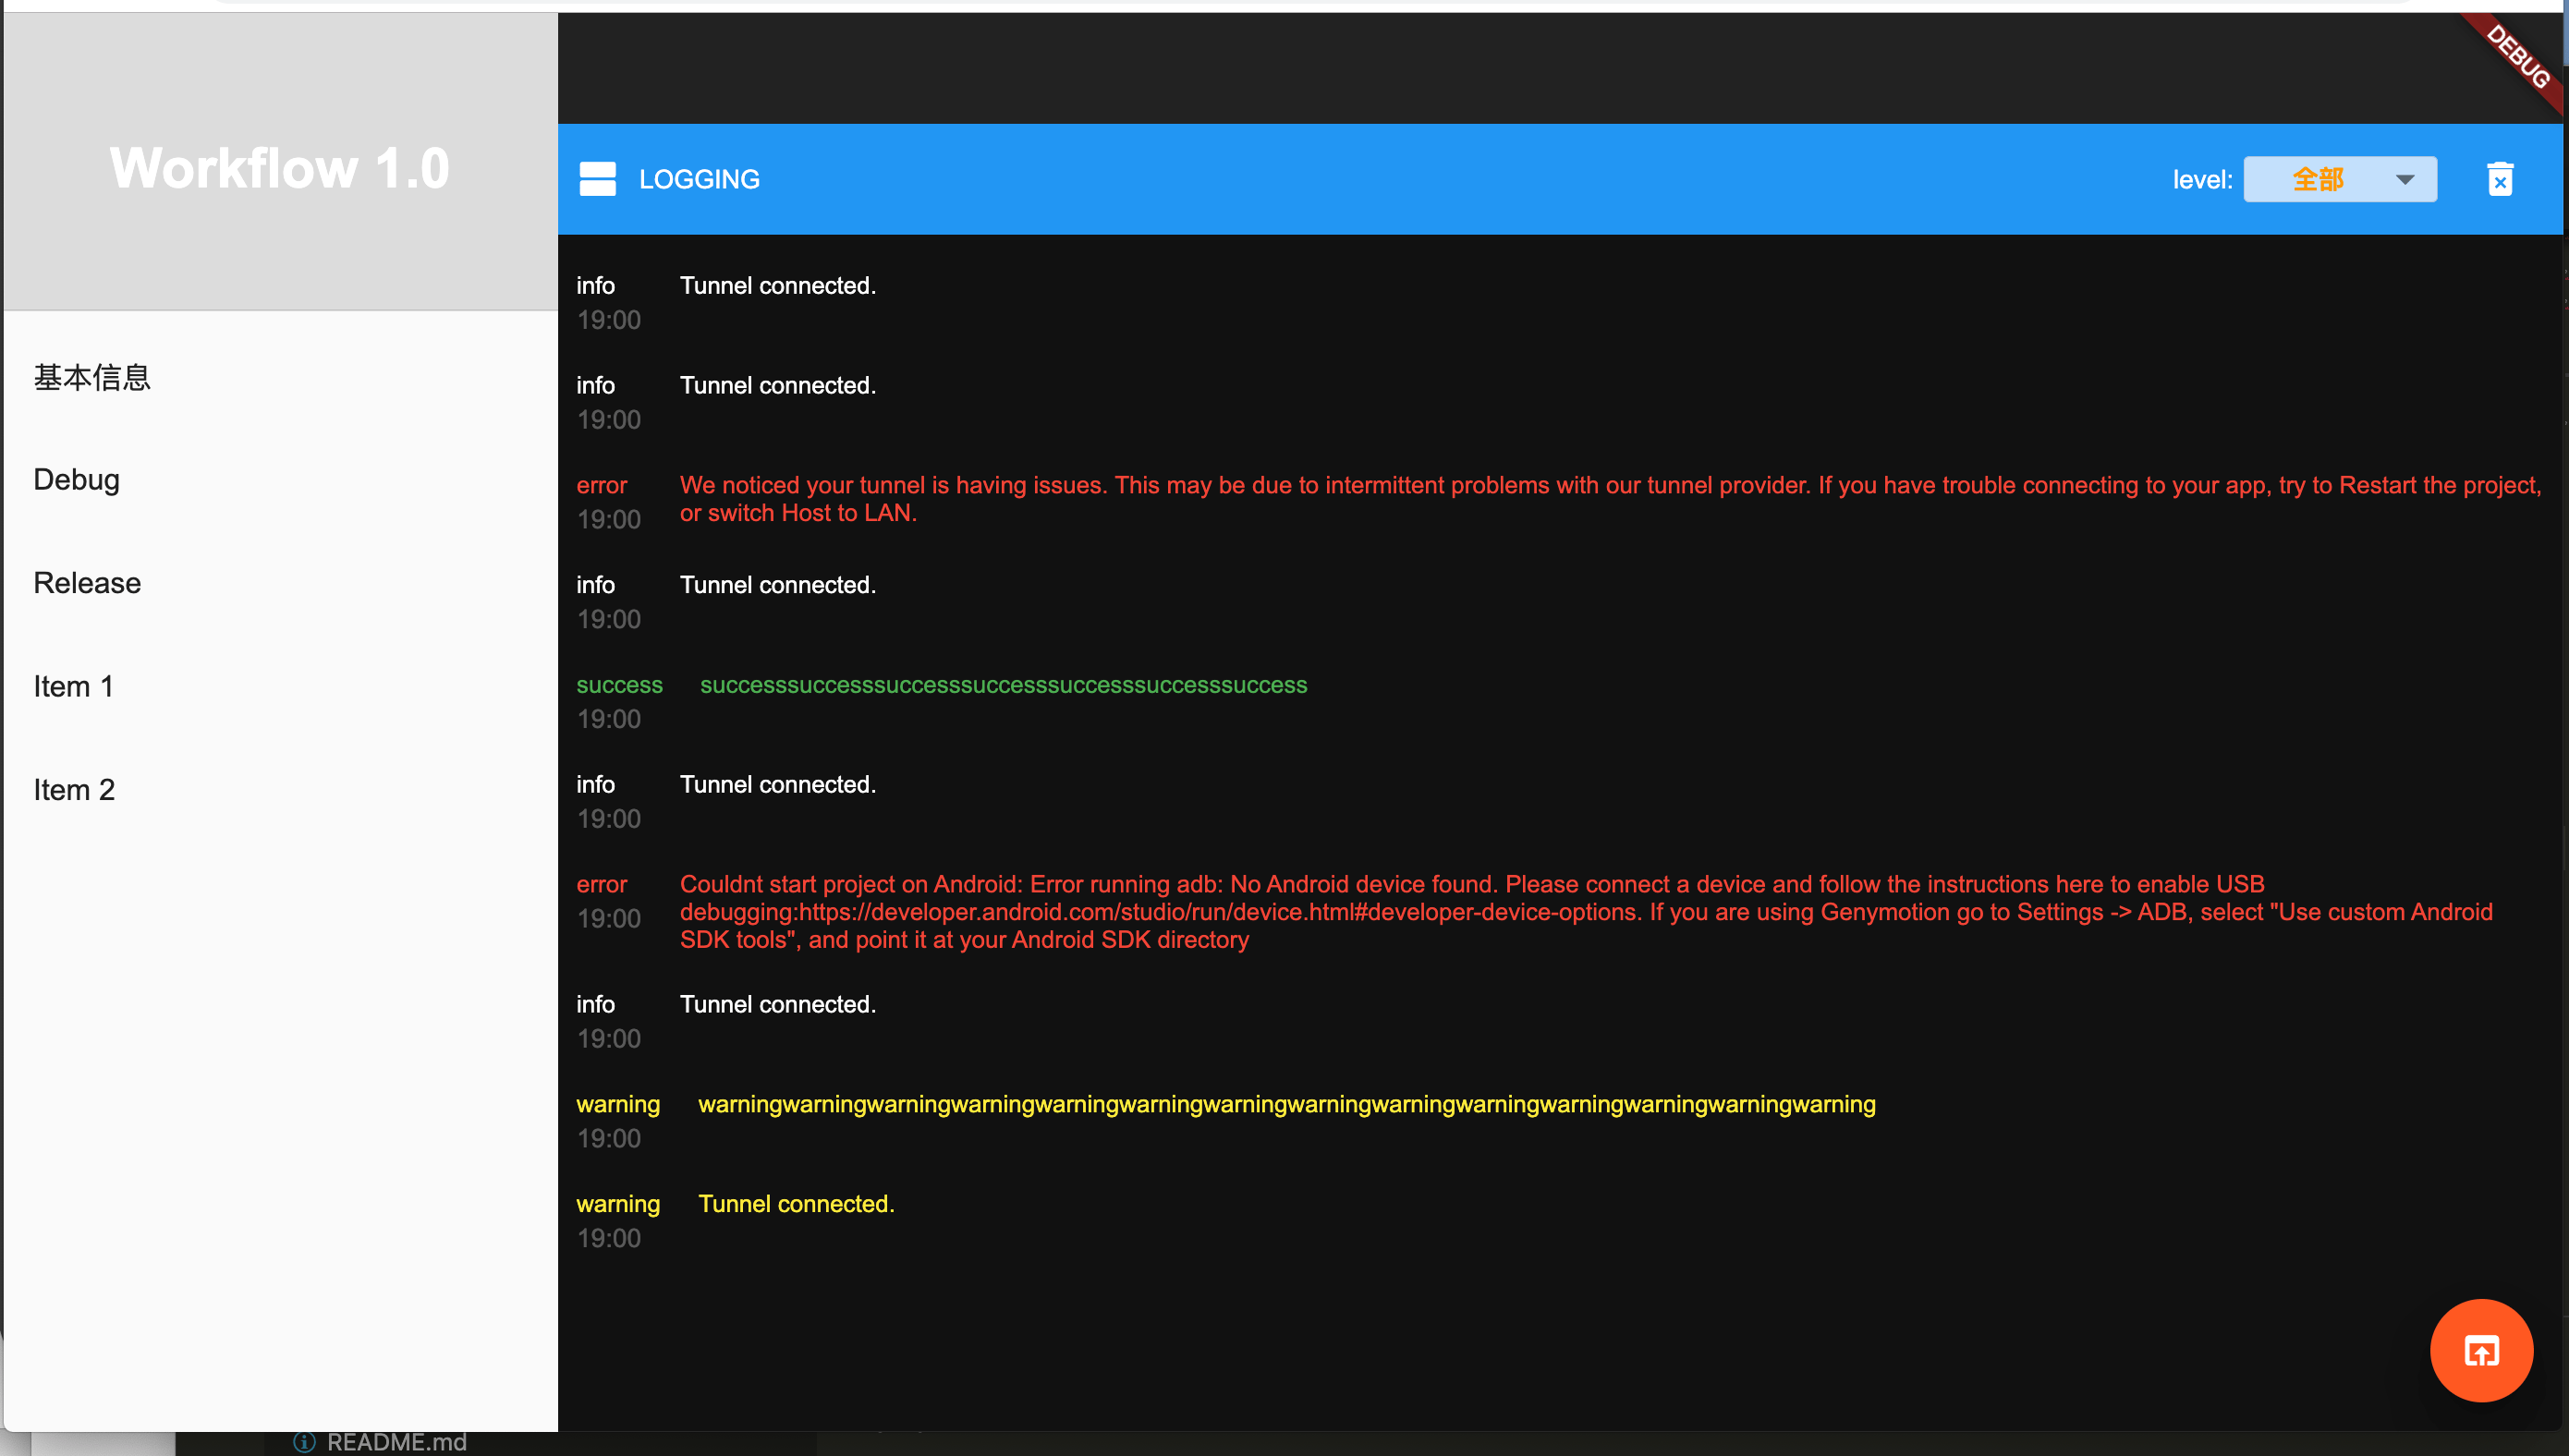 DEBUG
Workflow 1.0
LOGGING
level:
全部
基本信息
Debug
Release
Item 1
Item 2
info
Tunnel connected.
19:00
info
Tunnel connected.
19:00
error
We noticed your tunnel is having issues. This may be due to intermittent problems with our tunnel provider. If you have trouble connecting to your app, try to Restart the project,
or switch Host to LAN.
19:00
info
Tunnel connected.
19:00
success
successsuccesssuccesssuccesssuccesssuccesssuccess
19:00
info
Tunnel connected.
19:00
error
Couldnt start project on Android: Error running adb: No Android device found. Please connect a device and follow the instructions here to enable USB
debugging:https://developer.android.com/studio/run/device.html#developer-device-options. If you are using Genymotion go to Settings -> ADB, select "Use custom Android
SDK tools", and point it at your Android SDK directory
19:00
info
Tunnel connected.
19:00
warning
warningwarningwarningwarningwarningwarningwarningwarningwarningwarningwarningwarningwarningwarning
19:00
warning
Tunnel connected.
19:00
README.md